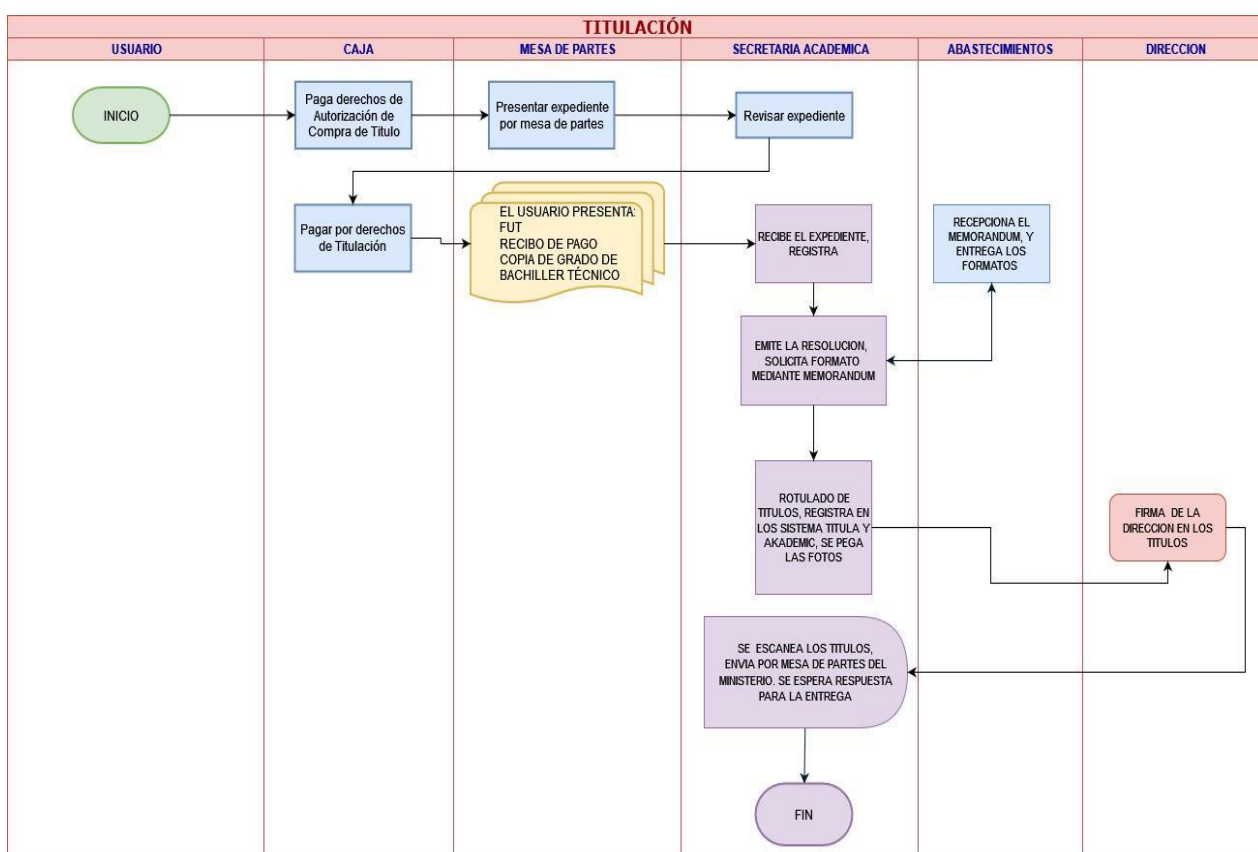 TITULACIÓN
USUARIO
CAJA
MESA DE PARTES
SECRETARIA ACADEMICA
ABASTECIMIENTOS
DIRECCION
INICIO
Paga derechos de
Autorización de
Compra de Titulo
Presentar expediente
por mesa de partes
Revisar expediente
Pagar por derechos
de Titulación
EL USUARIO PRESENTA:
FUT
RECIBO DE PAGO
COPIA DE GRADO DE
BACHILLER TÉCNICO
RECIBE EL EXPEDIENTE,
REGISTRA
RECEPCIONA EL
MEMORANDUM, Y
ENTREGA LOS
FORMATOS
EMITE LA RESOLUCION,
SOLICITA FORMATO
MEDIANTE MEMORANDUM
ROTULADO DE
TITULOS, REGISTRA EN
LOS SISTEMA TITULA Y
AKADEMIC, SE PEGA
LAS FOTOS
FIRMA DE LA
DIRECCION EN LOS
TITULOS
SE ESCANEA LOS TITULOS,
ENVIA POR MESA DE PARTES DEL
MINISTERIO. SE ESPERA RESPUESTA
PARA LA ENTREGA
FIN